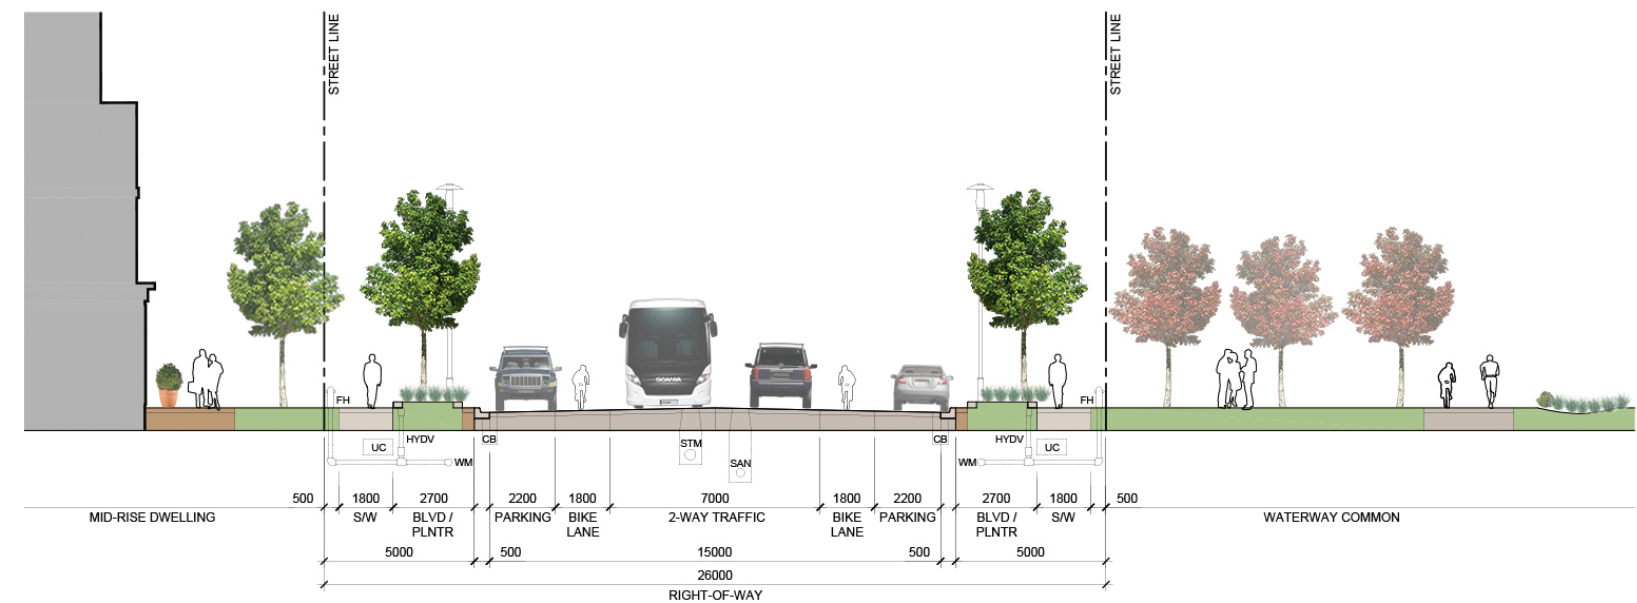 STREET LINE
STREET LINE
SCANIA
FH
FH
UC
HYDV
WM
CB
STM
SAN
CB
HYDV
UC
WM
500 1800 2700 2200 1800 7000 1800 2200 2700 1800 500
MID-RISE DWELLING S/W BLVD / PARKING BIKE 2-WAY TRAFFIC BIKE PARKING BLVD / S/W WATERWAY COMMON
PLNTR LANE LANE PLNTR
5000 500 15000 500 5000
26000
RIGHT-OF-WAY